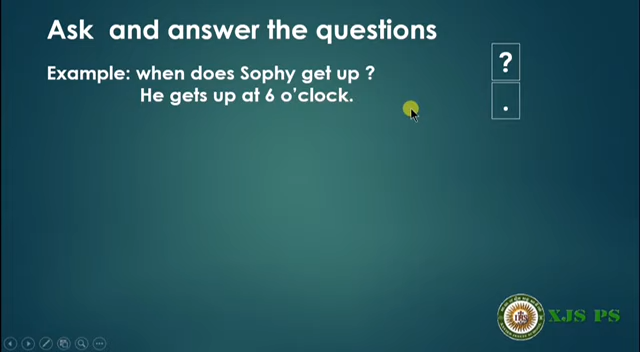 Ask and answer the questions
Example: when does Sophy get up ?
He gets up at 6 o'clock.
?
.
XJS PS